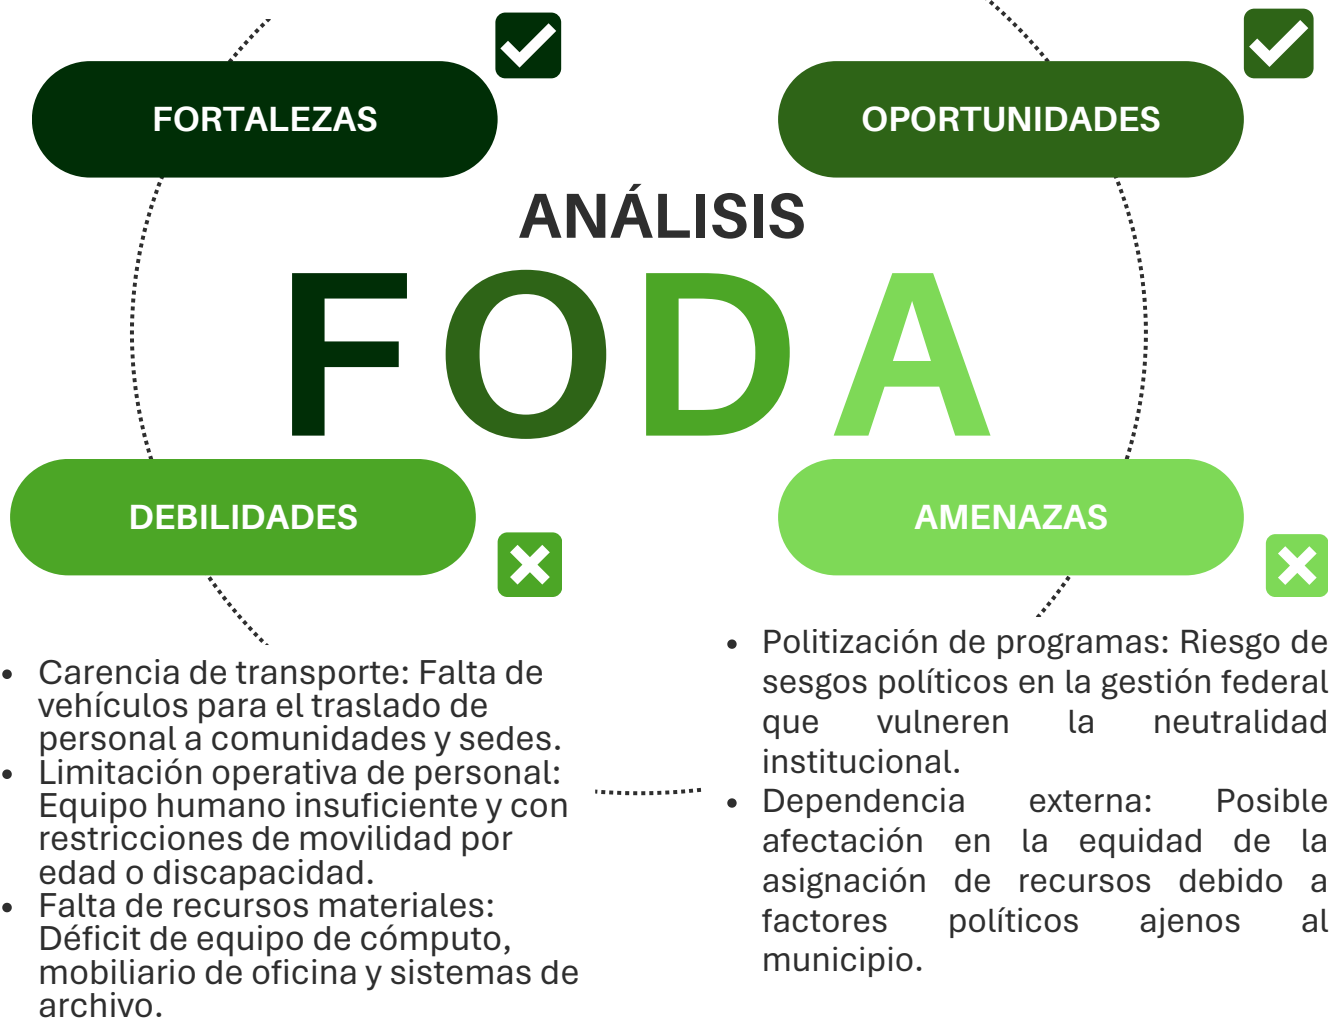 FORTALEZAS
OPORTUNIDADES
ANÁLISIS
FODA
DEBILIDADES
AMENAZAS
• Carencia de transporte: Falta de
vehículos para el traslado de
personal a comunidades y sedes.
• Limitación operativa de personal:
Equipo humano insuficiente y con
restricciones de movilidad por
edad o discapacidad.
• Falta de recursos materiales:
Déficit de equipo de cómputo,
mobiliario de oficina y sistemas de
archivo.
• Politización de programas: Riesgo de
sesgos políticos en la gestión federal
que vulneren la neutralidad
institucional.
• Dependencia externa: Posible
afectación en la equidad de la
asignación de recursos debido a
factores políticos ajenos al
municipio.